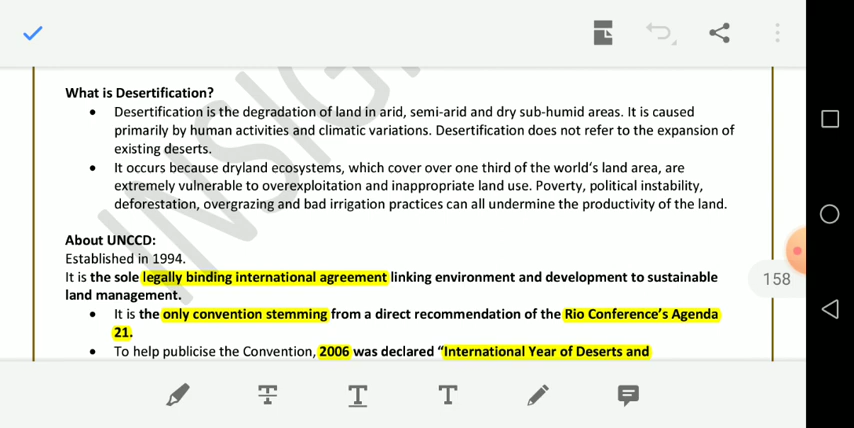 What is Desertification?
• Desertification is the degradation of land in arid, semi-arid and dry sub-humid areas. It is caused
primarily by human activities and climatic variations. Desertification does not refer to the expansion of
existing deserts.
• It occurs because dryland ecosystems, which cover over one third of the world‘s land area, are
extremely vulnerable to overexploitation and inappropriate land use. Poverty, political instability,
deforestation, overgrazing and bad irrigation practices can all undermine the productivity of the land.
About UNCCD:
Established in 1994.
It is the sole legally binding international agreement linking environment and development to sustainable
land management.
158
• It is the only convention stemming from a direct recommendation of the Rio Conference’s Agenda
21.
• To help publicise the Convention, 2006 was declared “International Year of Deserts and
T T T